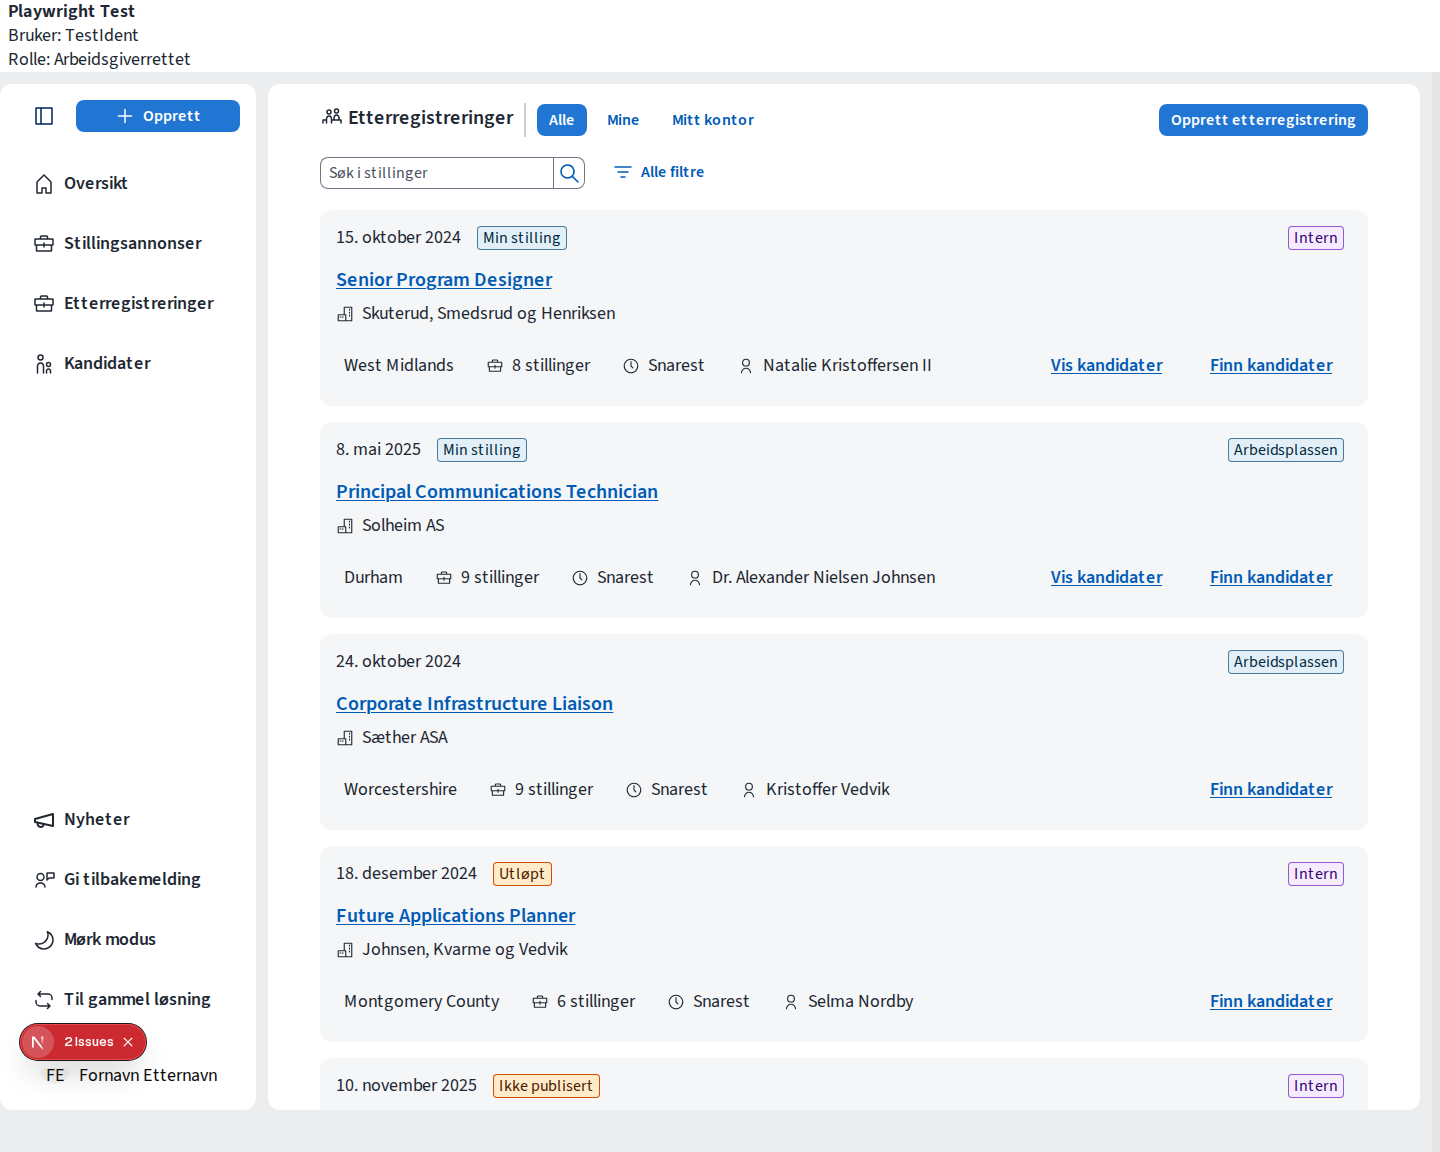 Playwright Test
Bruker: TestIdent
Rolle: Arbeidsgiverrettet
Opprett
Oversikt
Stillingsannonser
Etterregistreringer
Kandidater
Nyheter
Gi tilbakemelding
Mørk modus
Til gammel løsning
2 Issues
FE Fornavn Etternavn
Etterregistreringer Alle Mine Mitt kontor Opprett etterregistrering
Søk i stillinger Alle filtre
15. oktober 2024 Min stilling Intern
Senior Program Designer
Skuterud, Smedsrud og Henriksen
West Midlands 8 stillinger Snarest Natalie Kristoffersen II Vis kandidater Finn kandidater
8. mai 2025 Min stilling Arbeidsplassen
Principal Communications Technician
Solheim AS
Durham 9 stillinger Snarest Dr. Alexander Nielsen Johnsen Vis kandidater Finn kandidater
24. oktober 2024 Arbeidsplassen
Corporate Infrastructure Liaison
Sæther ASA
Worcestershire 9 stillinger Snarest Kristoffer Vedvik Finn kandidater
18. desember 2024 Utløpt Intern
Future Applications Planner
Johnsen, Kvarme og Vedvik
Montgomery County 6 stillinger Snarest Selma Nordby Finn kandidater
10. november 2025 Ikke publisert Intern